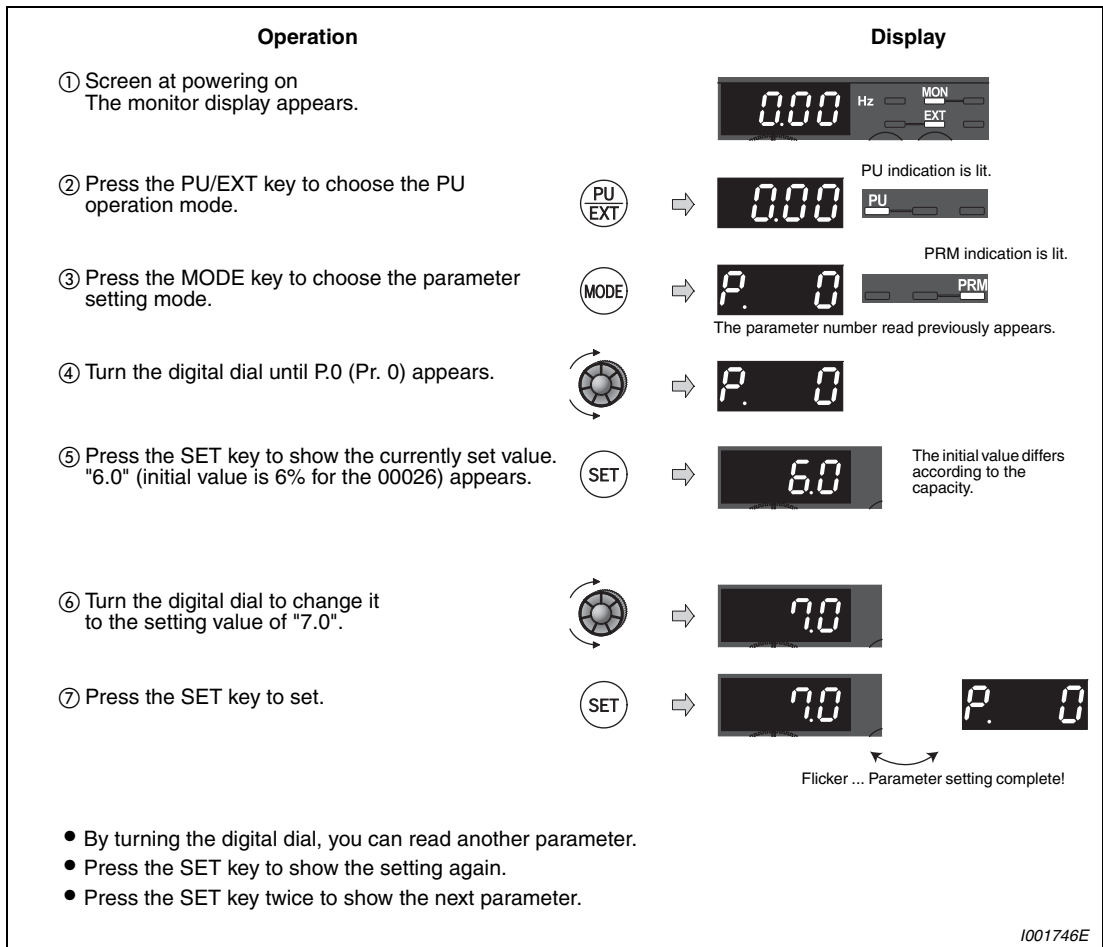 Operation
Display
① Screen at powering on
The monitor display appears.
0.00 Hz MON
EXT
② Press the PU/EXT key to choose the PU
operation mode.
PU
EXT
0.00
PU indication is lit.
PU
③ Press the MODE key to choose the parameter
setting mode.
MODE
P. 0
PRM indication is lit.
PRM
The parameter number read previously appears.
④ Turn the digital dial until P.0 (Pr. 0) appears.
P. 0
⑤ Press the SET key to show the currently set value.
"6.0" (initial value is 6% for the 00026) appears.
SET
6.0
The initial value differs
according to the
capacity.
⑥ Turn the digital dial to change it
to the setting value of "7.0".
7.0
⑦ Press the SET key to set.
SET
7.0
P. 0
Flicker ... Parameter setting complete!
● By turning the digital dial, you can read another parameter.
● Press the SET key to show the setting again.
● Press the SET key twice to show the next parameter.
I001746E